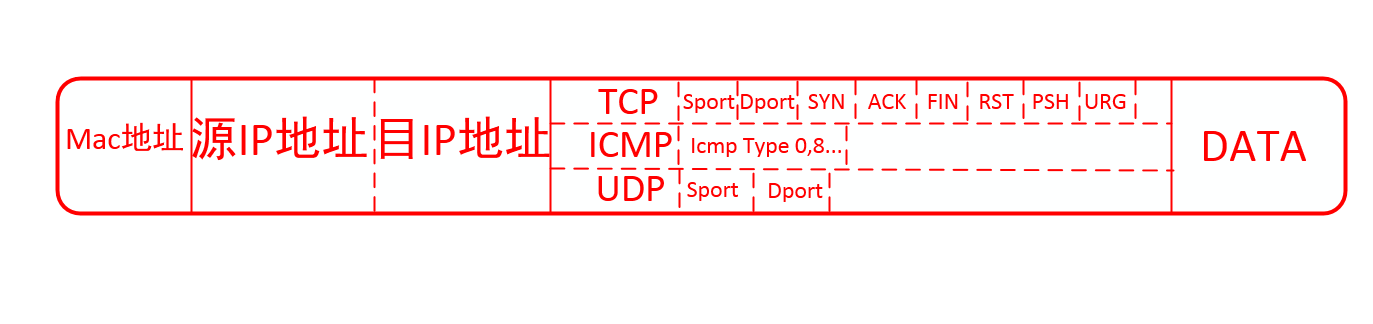 Mac地址 源IP地址 目IP地址
TCP Sport Dport SYN ACK FIN RST PSH URG
ICMP Icmp Type 0,8...
UDP Sport Dport
DATA